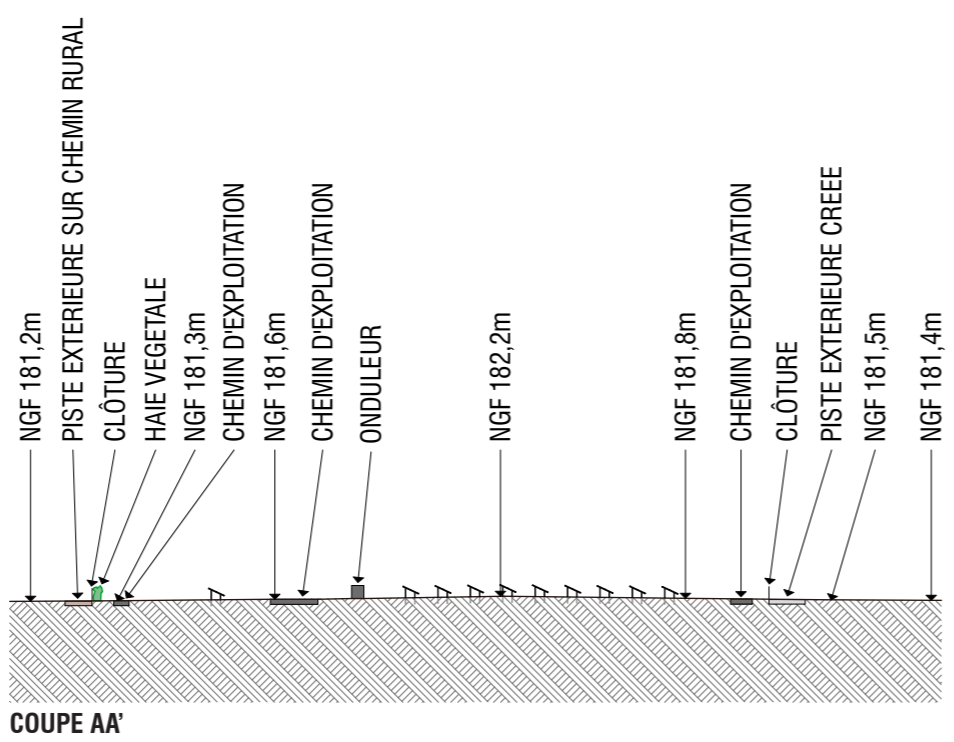 NGF 181,2m
PISTE EXTERIEURE SUR CHEMIN RURAL
CLÔTURE
HAIE VEGETALE
NGF 181,3m
CHEMIN D'EXPLOITATION
NGF 181,6m
CHEMIN D'EXPLOITATION
ONDULEUR
NGF 182,2m
NGF 181,8m
CHEMIN D'EXPLOITATION
CLÔTURE
PISTE EXTERIEURE CREEE
NGF 181,5m
NGF 181,4m
COUPE AA'